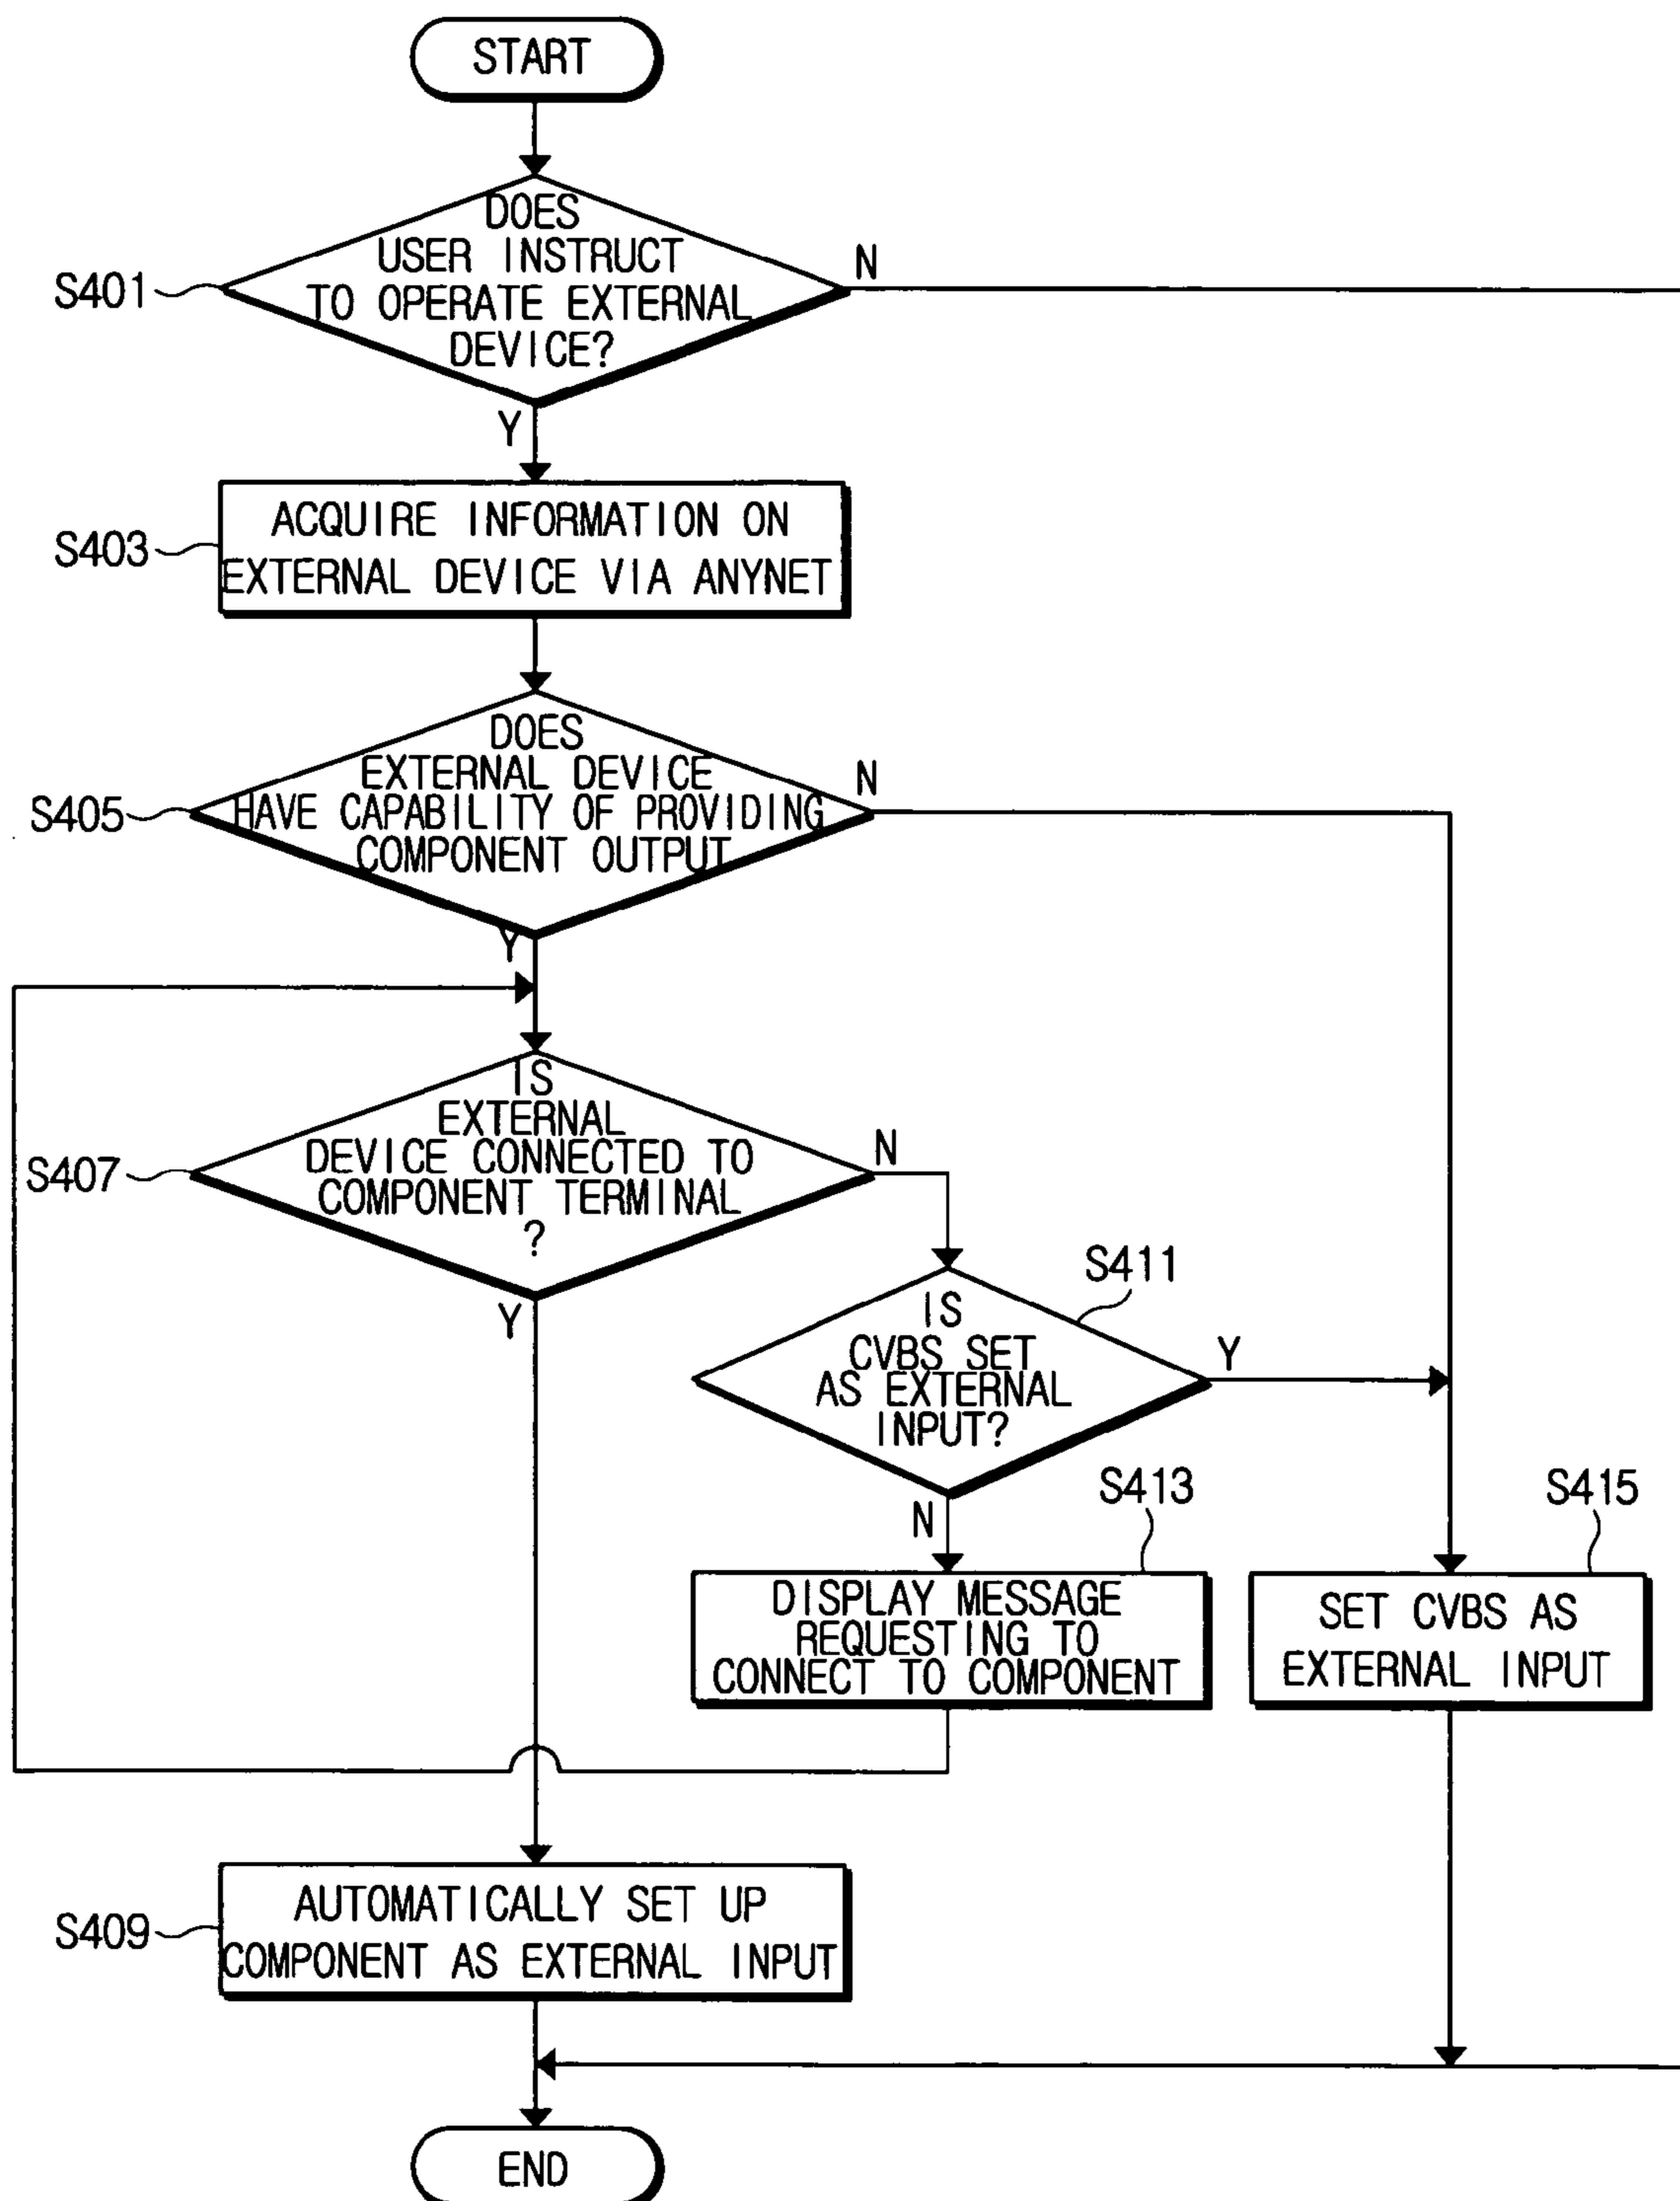 START
DOES
USER INSTRUCT
TO OPERATE EXTERNAL
DEVICE?
S401
N
Y
ACQUIRE INFORMATION ON
EXTERNAL DEVICE VIA ANYNET
S403
DOES
EXTERNAL DEVICE
HAVE CAPABILITY OF PROVIDING
COMPONENT OUTPUT
S405
N
Y
IS
EXTERNAL
DEVICE CONNECTED TO
COMPONENT TERMINAL
?
S407
N
Y
S411
IS
CVBS SET
AS EXTERNAL
INPUT?
Y
N
S413
DISPLAY MESSAGE
REQUESTING TO
CONNECT TO COMPONENT
S415
SET CVBS AS
EXTERNAL INPUT
S409
AUTOMATICALLY SET UP
COMPONENT AS EXTERNAL INPUT
END